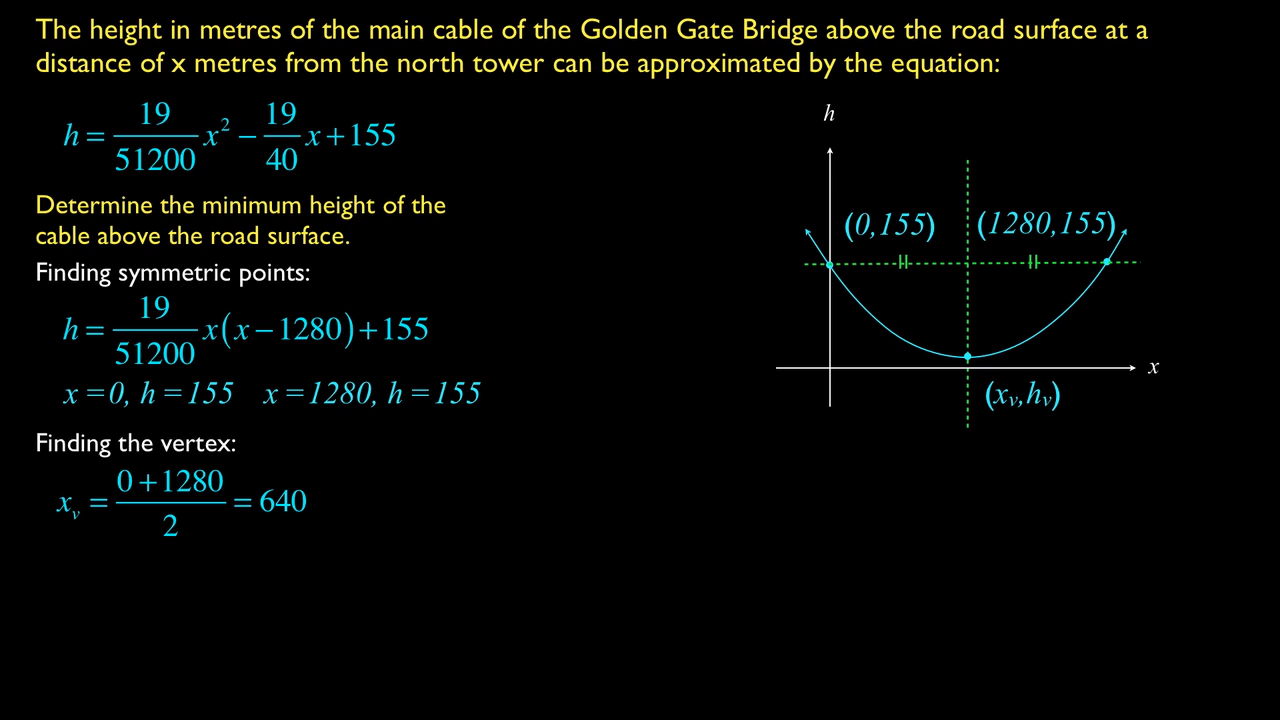 The height in metres of the main cable of the Golden Gate Bridge above the road surface at a
distance of x metres from the north tower can be approximated by the equation:
h = 19/51200 x² − 19/40 x + 155
Determine the minimum height of the
cable above the road surface.
Finding symmetric points:
h = 19/51200 x(x − 1280) + 155
x = 0, h = 155 x = 1280, h = 155
Finding the vertex:
xᵥ = (0 + 1280)/2 = 640
h
(0,155) (1280,155)
x
(xᵥ,hᵥ)